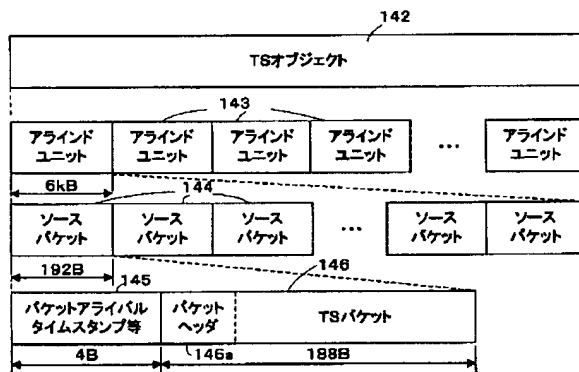 142
TSオブジェクト
143
アラインド アラインド アラインド アラインド … アラインド
ユニット ユニット ユニット ユニット ユニット
6kB
144
ソース ソース ソース … ソース ソース
パケット パケット パケット パケット パケット
192B
145 146
パケットアライバル パケット TSパケット
タイムスタンプ等 ヘッダ
4B 146a 188B